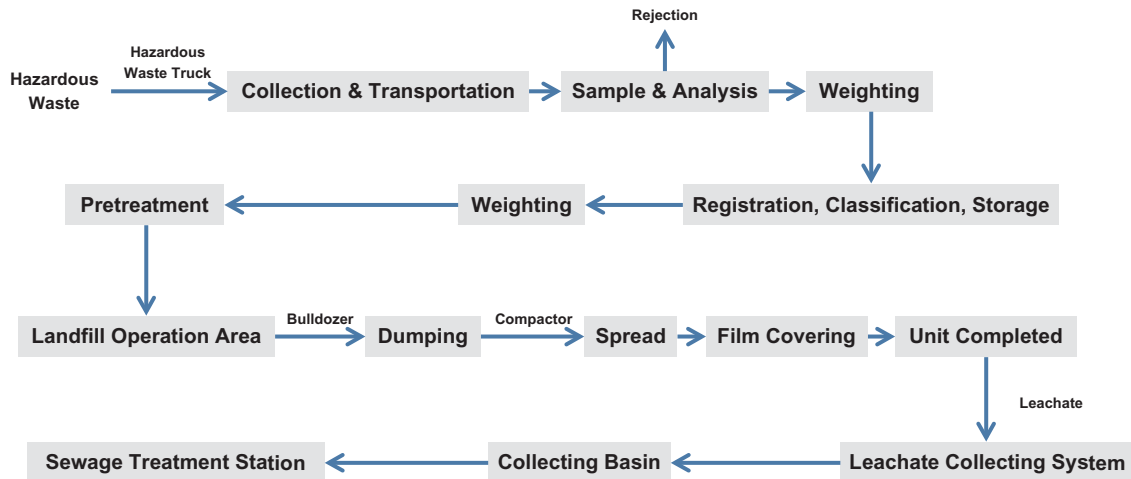 Rejection
Hazardous
Waste Truck
Hazardous
Waste
Collection & Transportation
Sample & Analysis
Weighting
Pretreatment
Weighting
Registration, Classification, Storage
Landfill Operation Area
Bulldozer
Dumping
Compactor
Spread
Film Covering
Unit Completed
Leachate
Sewage Treatment Station
Collecting Basin
Leachate Collecting System